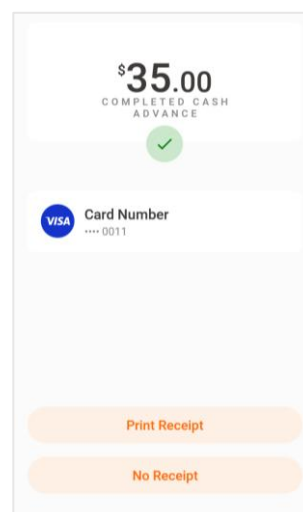 $35.00
COMPLETED CASH
ADVANCE
VISA
Card Number
•••• 0011
Print Receipt
No Receipt